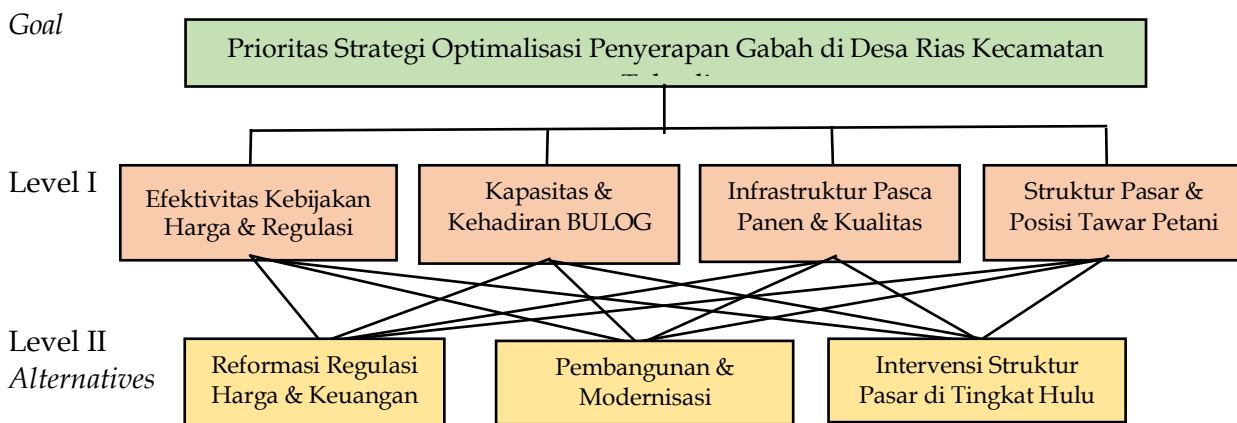 Goal
Prioritas Strategi Optimalisasi Penyerapan Gabah di Desa Rias Kecamatan
Level I
Efektivitas Kebijakan
Harga & Regulasi
Kapasitas &
Kehadiran BULOG
Infrastruktur Pasca
Panen & Kualitas
Struktur Pasar &
Posisi Tawar Petani
Level II
Alternatives
Reformasi Regulasi
Harga & Keuangan
Pembangunan &
Modernisasi
Intervensi Struktur
Pasar di Tingkat Hulu